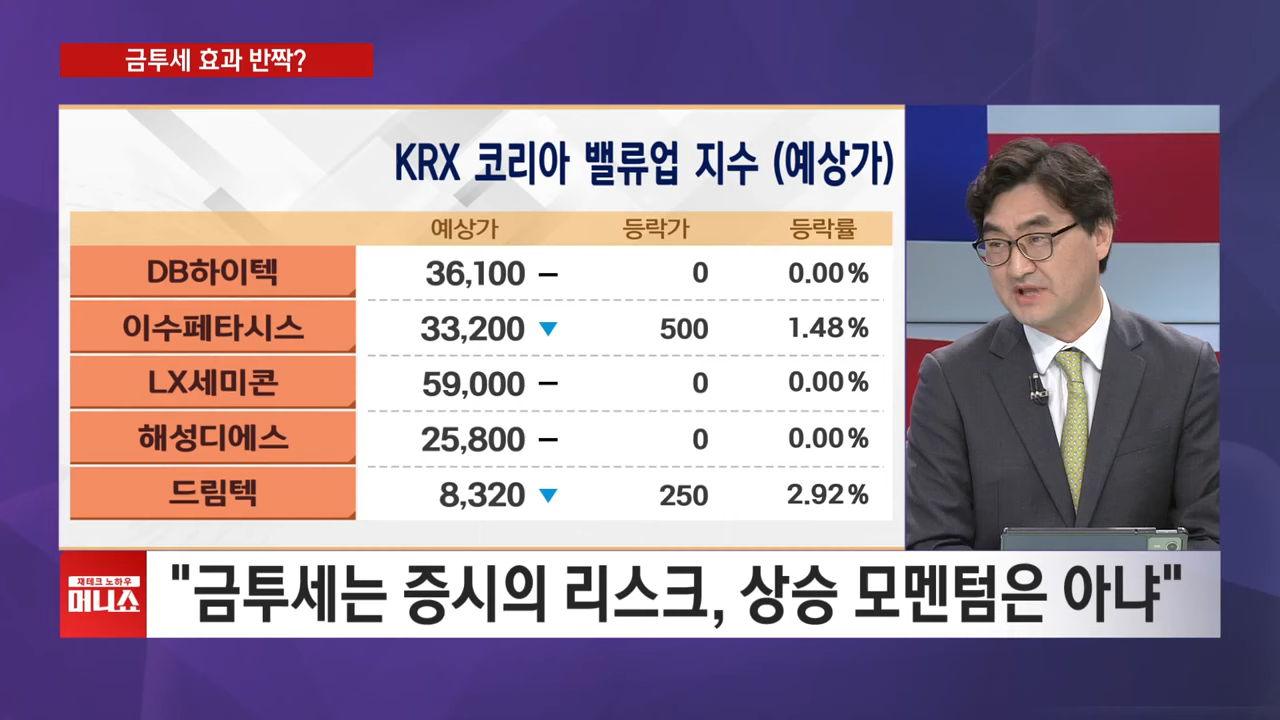 금투세 효과 반짝?
KRX 코리아 밸류업 지수 (예상가)
예상가 등락가 등락률
DB하이텍 36,100 – 0 0.00%
이수페타시스 33,200 ▼ 500 1.48%
LX세미콘 59,000 – 0 0.00%
해성디에스 25,800 – 0 0.00%
드림텍 8,320 ▼ 250 2.92%
재테크 노하우
머니쇼
"금투세는 증시의 리스크, 상승 모멘텀은 아냐"